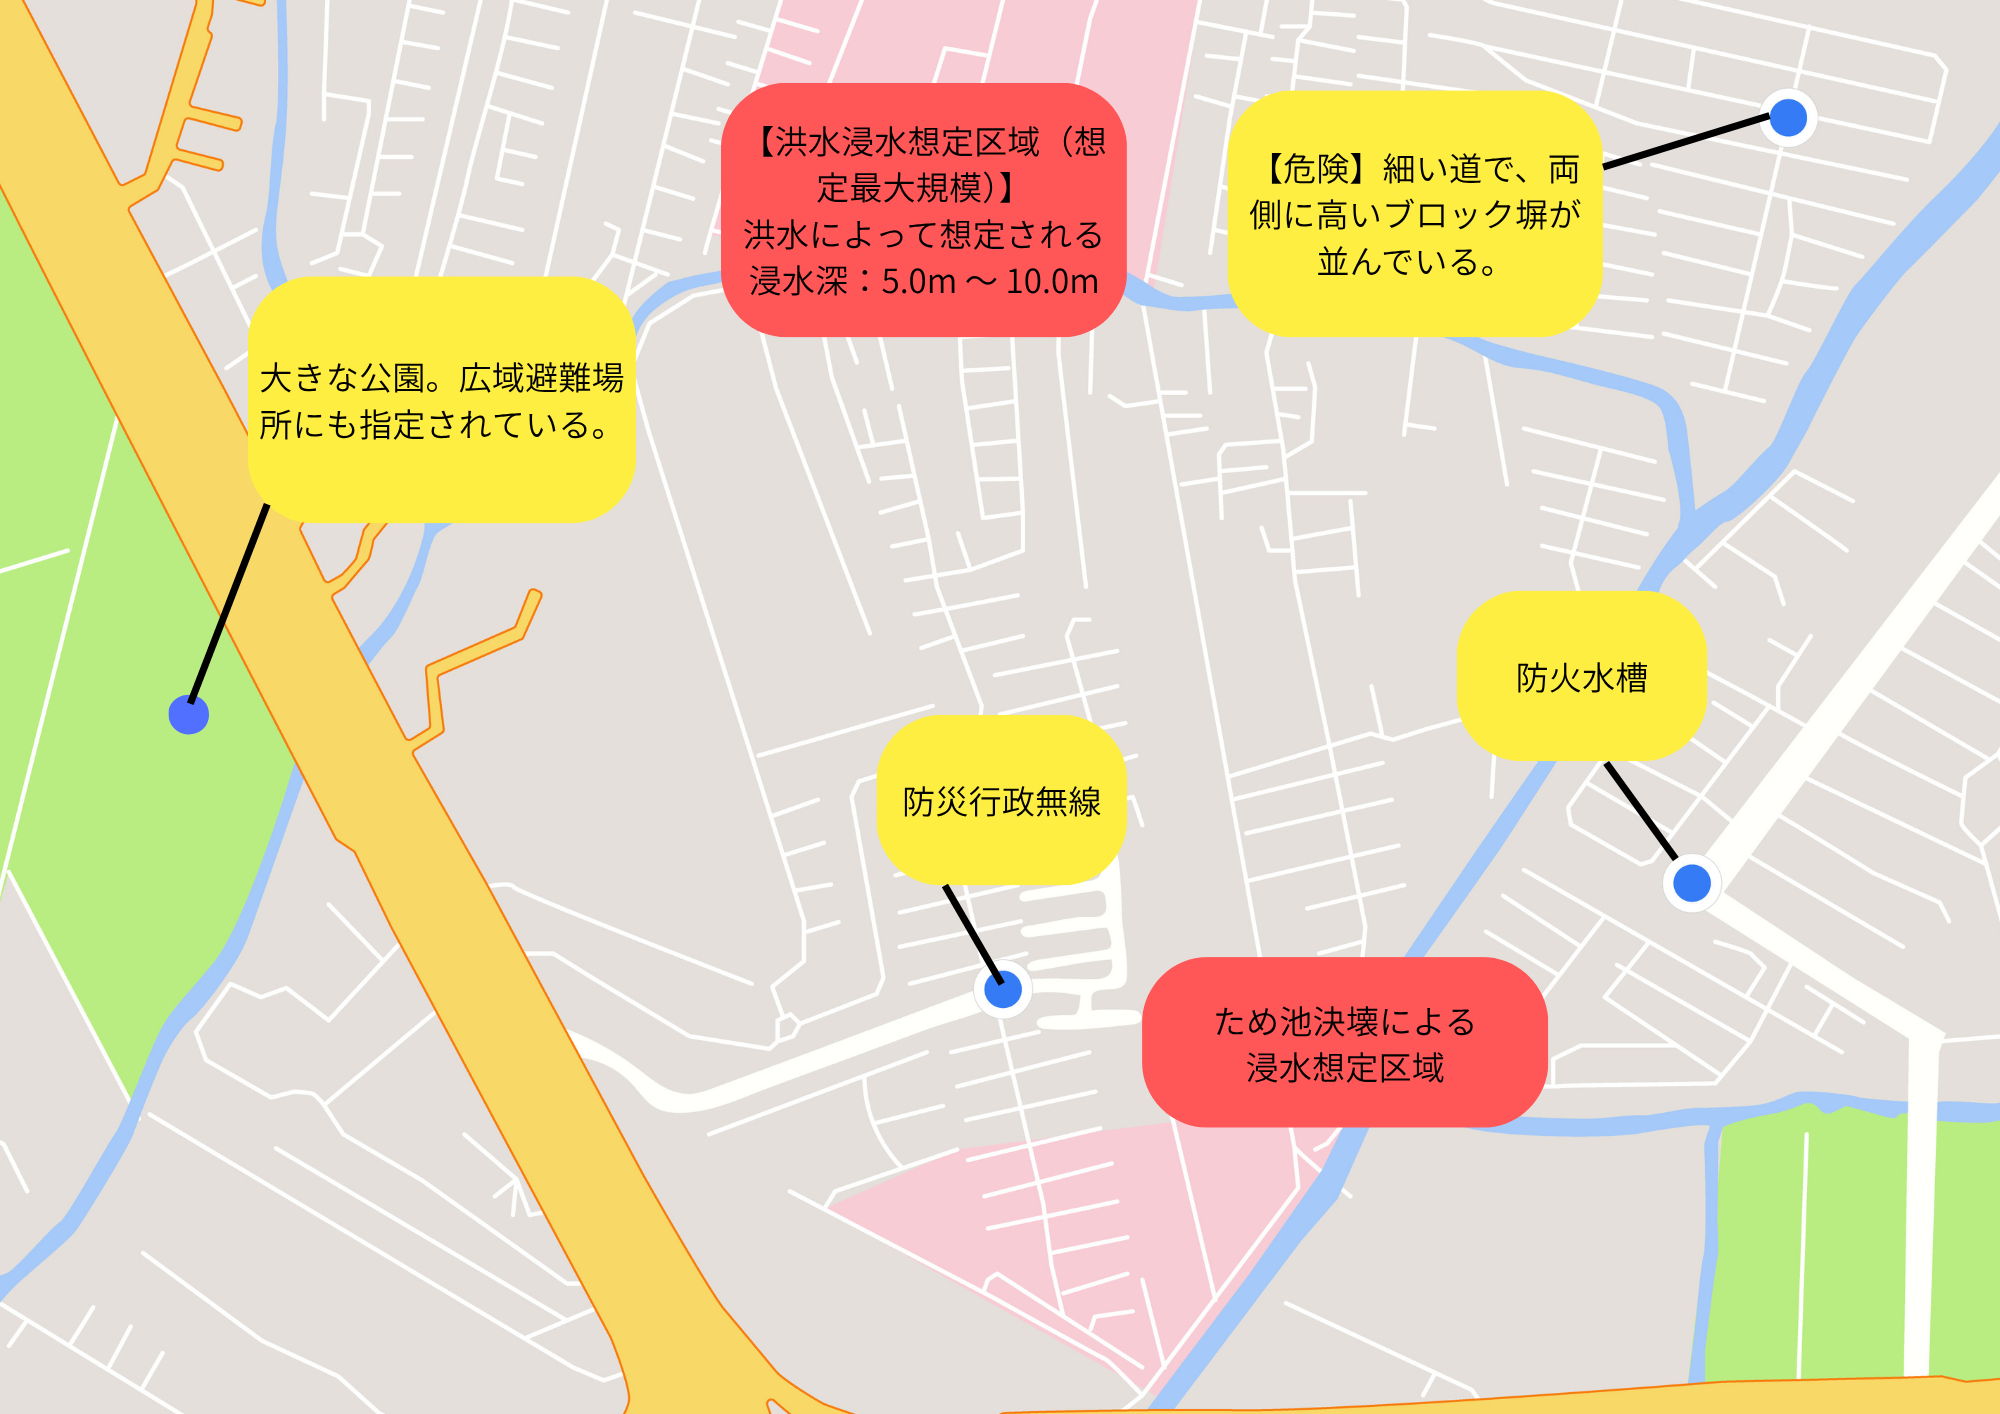 【洪水浸水想定区域（想
定最大規模）】
洪水によって想定される
浸水深：5.0m ～ 10.0m
【危険】細い道で、両
側に高いブロック塀が
並んでいる。
大きな公園。広域避難場
所にも指定されている。
防火水槽
防災行政無線
ため池決壊による
浸水想定区域